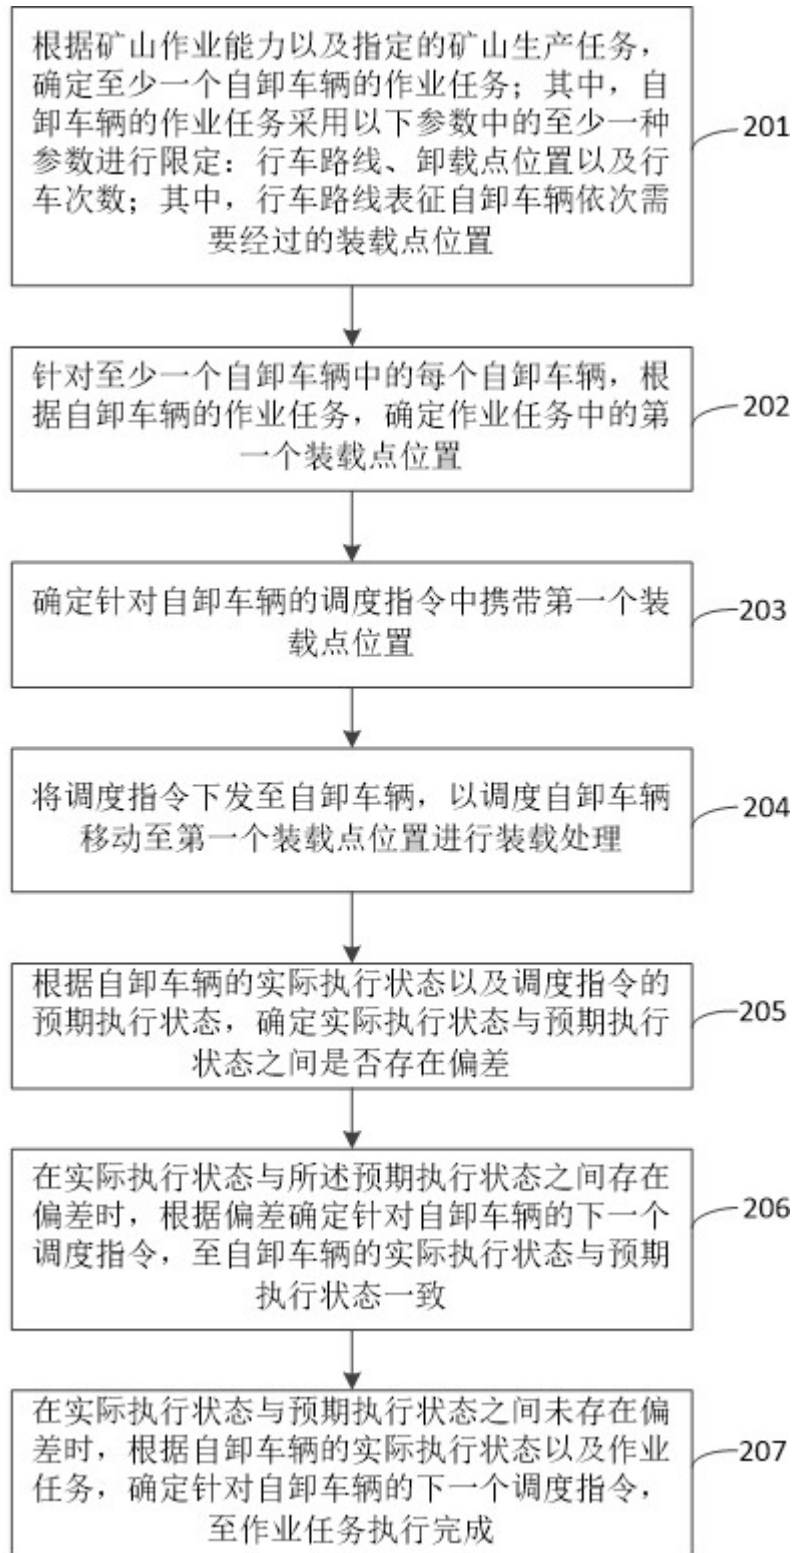 根据矿山作业能力以及指定的矿山生产任务，
确定至少一个自卸车辆的作业任务；其中，自
卸车辆的作业任务采用以下参数中的至少一种
参数进行限定：行车路线、卸载点位置以及行
车次数；其中，行车路线表征自卸车辆依次需
要经过的装载点位置
201
针对至少一个自卸车辆中的每个自卸车辆，根
据自卸车辆的作业任务，确定作业任务中的第
一个装载点位置
202
确定针对自卸车辆的调度指令中携带第一个装
载点位置
203
将调度指令下发至自卸车辆，以调度自卸车辆
移动至第一个装载点位置进行装载处理
204
根据自卸车辆的实际执行状态以及调度指令的
预期执行状态，确定实际执行状态与预期执行
状态之间是否存在偏差
205
在实际执行状态与所述预期执行状态之间存在
偏差时，根据偏差确定针对自卸车辆的下一个
调度指令，至自卸车辆的实际执行状态与预期
执行状态一致
206
在实际执行状态与预期执行状态之间未存在偏
差时，根据自卸车辆的实际执行状态以及作业
任务，确定针对自卸车辆的下一个调度指令，
至作业任务执行完成
207